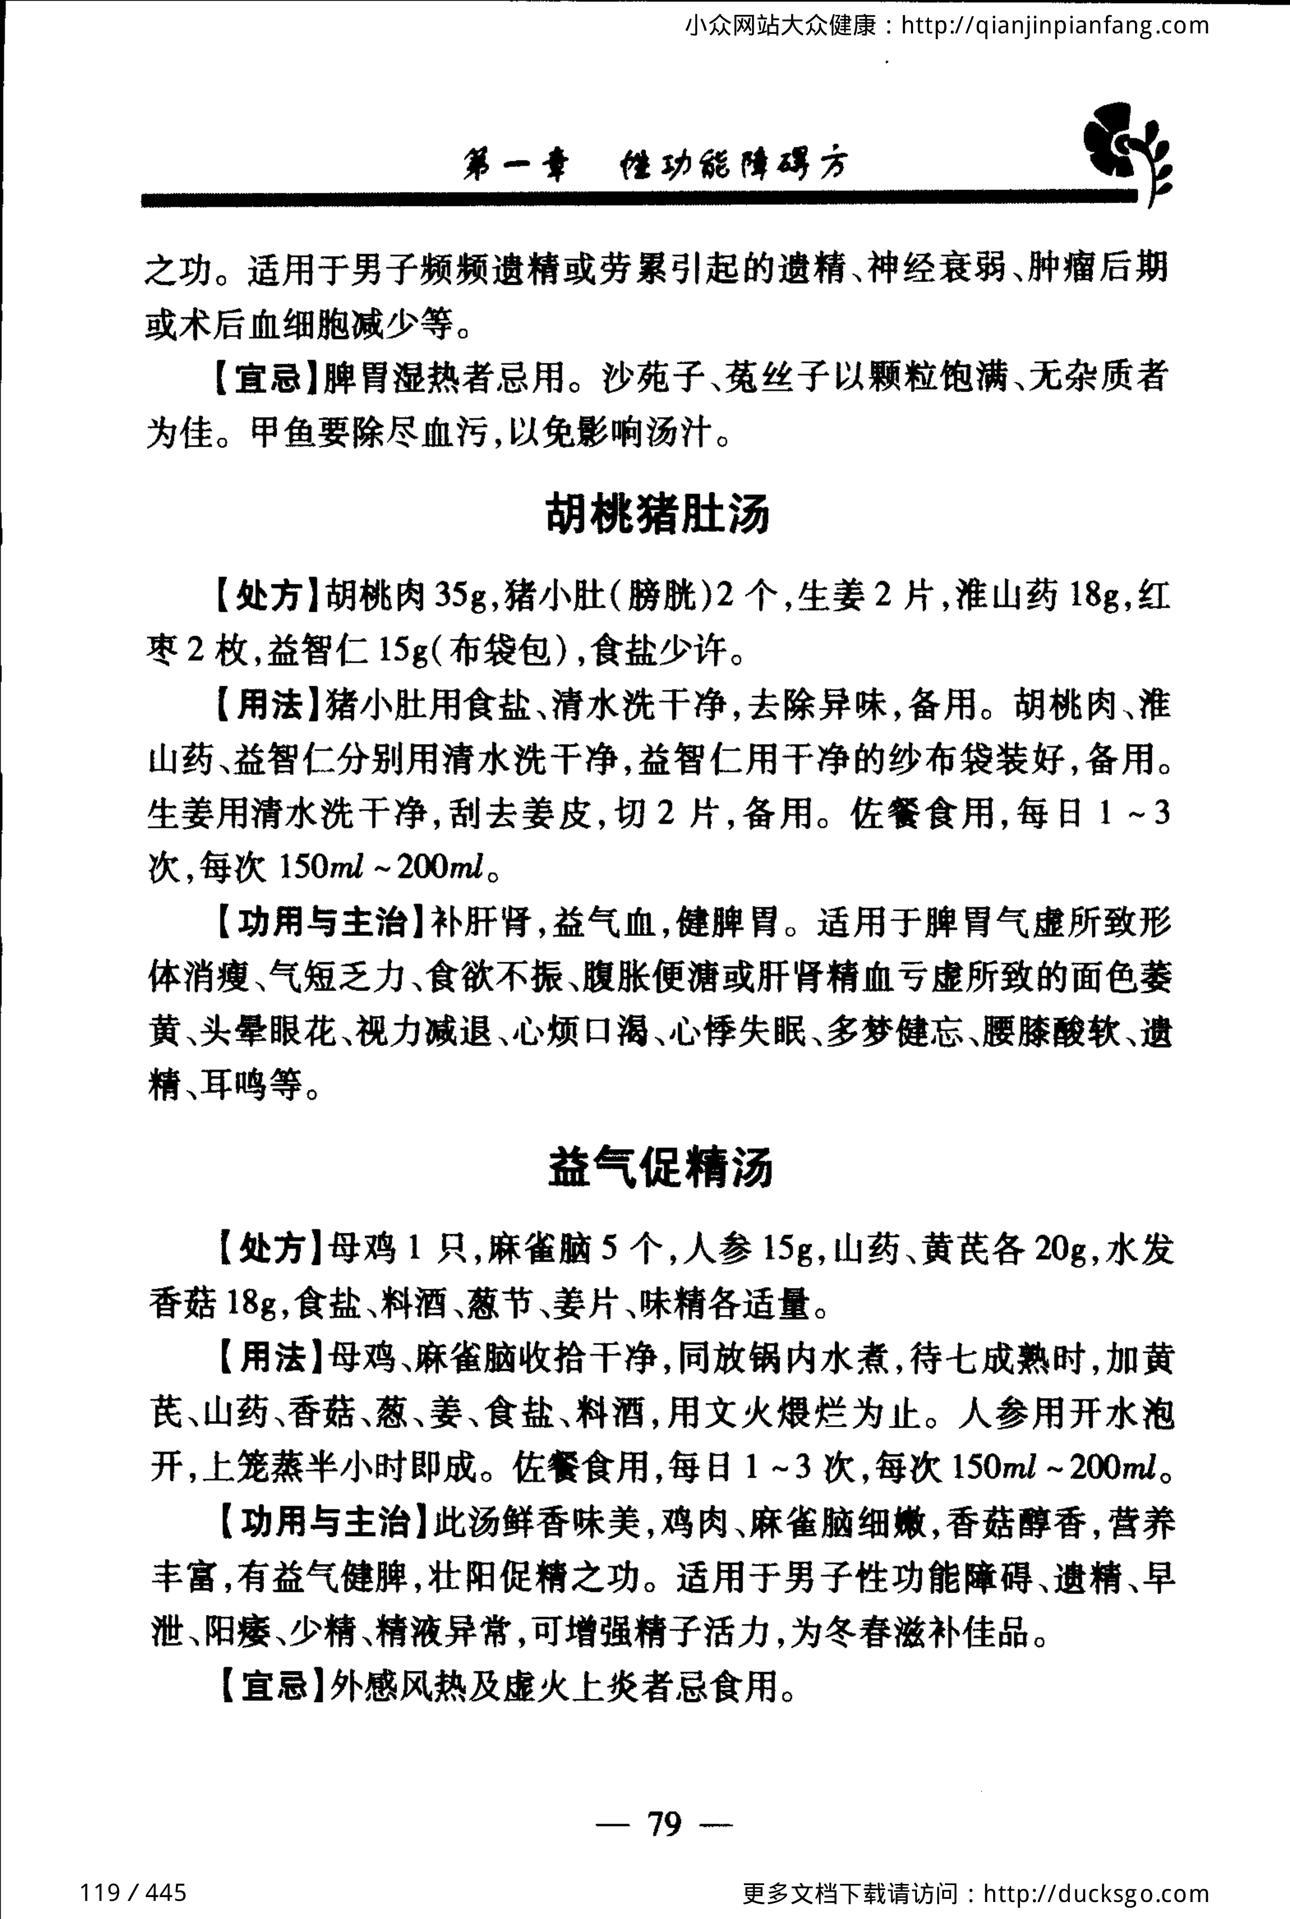 小众网站大众健康：http://qianjinpianfang.com
第一章 性功能障碍方
之功。适用于男子频频遗精或劳累引起的遗精、神经衰弱、肿瘤后期
或术后血细胞减少等。
【宜忌】脾胃湿热者忌用。沙苑子、菟丝子以颗粒饱满、无杂质者
为佳。甲鱼要除尽血污,以免影响汤汁。
胡桃猪肚汤
【处方】胡桃肉 35g,猪小肚(膀胱)2 个,生姜 2 片,淮山药 18g,红
枣 2 枚,益智仁 15g(布袋包),食盐少许。
【用法】猪小肚用食盐、清水洗干净,去除异味,备用。胡桃肉、淮
山药、益智仁分别用清水洗干净,益智仁用干净的纱布袋装好,备用。
生姜用清水洗干净,刮去姜皮,切 2 片,备用。佐餐食用,每日 1 ~ 3
次,每次 150ml ~ 200ml。
【功用与主治】补肝肾,益气血,健脾胃。适用于脾胃气虚所致形
体消瘦、气短乏力、食欲不振、腹胀便溏或肝肾精血亏虚所致的面色萎
黄、头晕眼花、视力减退、心烦口渴、心悸失眠、多梦健忘、腰膝酸软、遗
精、耳鸣等。
益气促精汤
【处方】母鸡 1 只,麻雀脑 5 个,人参 15g,山药、黄芪各 20g,水发
香菇 18g,食盐、料酒、葱节、姜片、味精各适量。
【用法】母鸡、麻雀脑收拾干净,同放锅内水煮,待七成熟时,加黄
芪、山药、香菇、葱、姜、食盐、料酒,用文火煨烂为止。人参用开水泡
开,上笼蒸半小时即成。佐餐食用,每日 1 ~ 3 次,每次 150ml ~ 200ml。
【功用与主治】此汤鲜香味美,鸡肉、麻雀脑细嫩,香菇醇香,营养
丰富,有益气健脾,壮阳促精之功。适用于男子性功能障碍、遗精、早
泄、阳痿、少精、精液异常,可增强精子活力,为冬春滋补佳品。
【宜忌】外感风热及虚火上炎者忌食用。
— 79 —
119 / 445
更多文档下载请访问：http://ducksgo.com